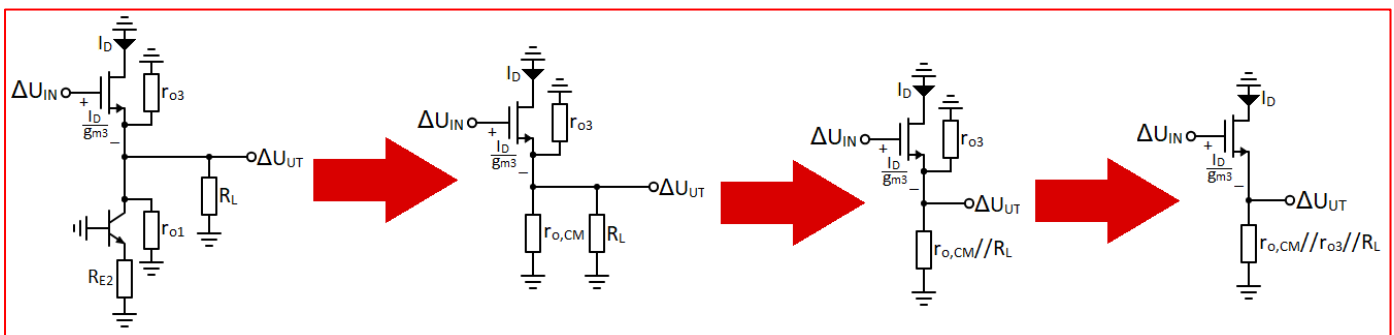 I_D
ΔU_IN
+
r_o3
I_D
g_m3
−
ΔU_UT
R_L
r_o1
R_E2
I_D
ΔU_IN
+
r_o3
I_D
g_m3
−
ΔU_UT
r_o,CM
R_L
I_D
ΔU_IN
+
r_o3
I_D
g_m3
−
ΔU_UT
r_o,CM//R_L
I_D
ΔU_IN
+
I_D
g_m3
−
ΔU_UT
r_o,CM//r_o3//R_L